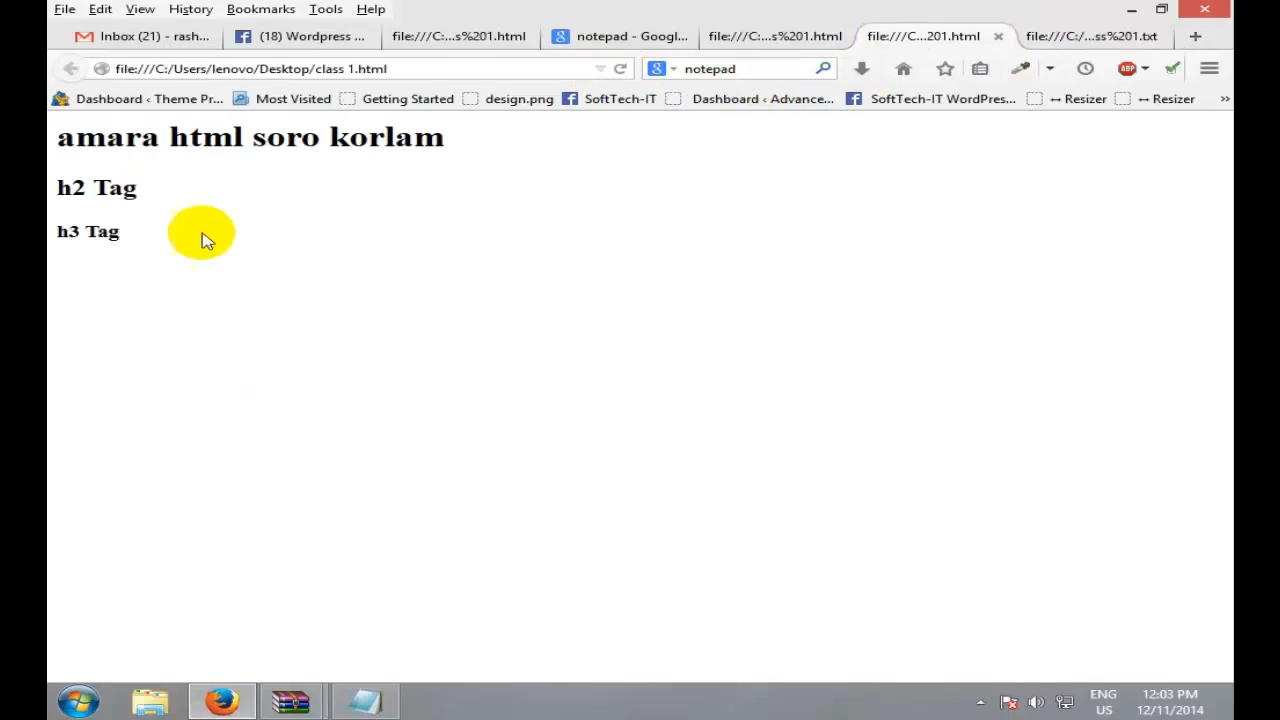 File Edit View History Bookmarks Tools Help
Inbox (21) - rash... (18) Wordpress ... file:///C:...s%201.html notepad - Googl... file:///C:...s%201.html file:///C...201.html file:///C:/...ss%201.txt
file:///C:/Users/lenovo/Desktop/class 1.html notepad ABP
Dashboard ‹ Theme Pr... Most Visited Getting Started design.png SoftTech-IT Dashboard ‹ Advance... SoftTech-IT WordPres... ↔ Resizer ↔ Resizer »
amara html soro korlam
h2 Tag
h3 Tag
ENG 12:03 PM
US 12/11/2014